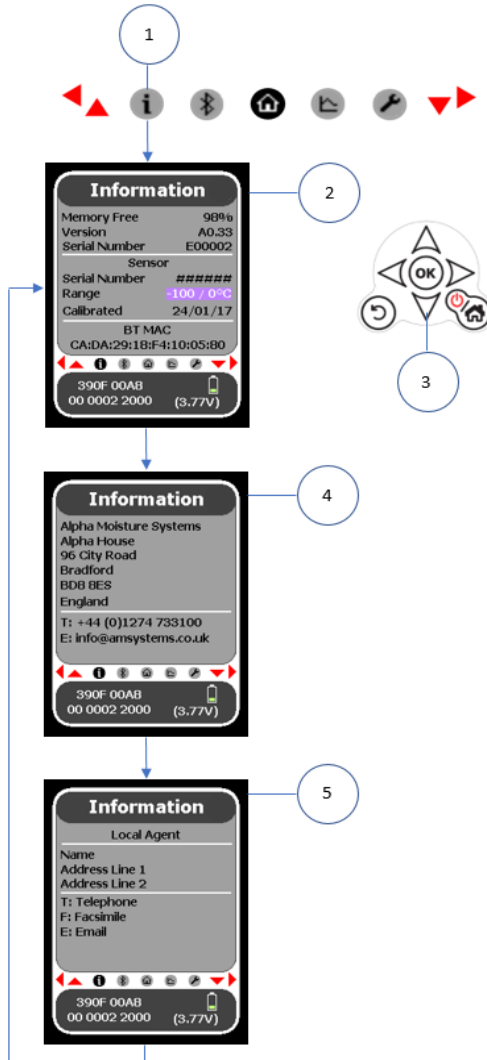 1
i
Information
Memory Free 98%
Version A0.33
Serial Number E00002
Sensor
Serial Number ######
Range -100 / 0°C
Calibrated 24/01/17
BT MAC
CA:DA:29:18:F4:10:05:80
i
390F 00A8
00 0002 2000 (3.77V)
2
OK
3
Information
Alpha Moisture Systems
Alpha House
96 City Road
Bradford
BD8 8ES
England
T: +44 (0)1274 733100
E: info@amsystems.co.uk
i
390F 00A8
00 0002 2000 (3.77V)
4
Information
Local Agent
Name
Address Line 1
Address Line 2
T: Telephone
F: Facsimile
E: Email
i
390F 00A8
00 0002 2000 (3.77V)
5